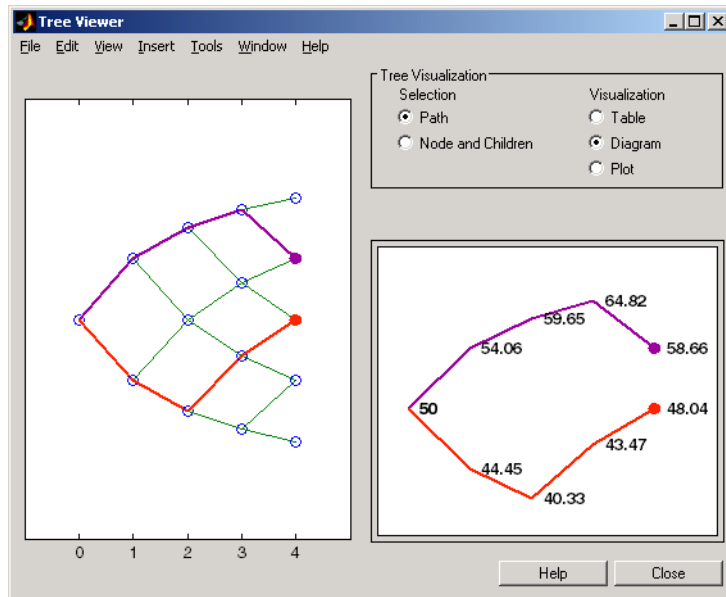 Tree Viewer
File Edit View Insert Tools Window Help
Tree Visualization
Selection
Visualization
Path
Table
Node and Children
Diagram
Plot
64.82
59.65
54.06
58.66
50
48.04
43.47
44.45
40.33
0 1 2 3 4
Help
Close